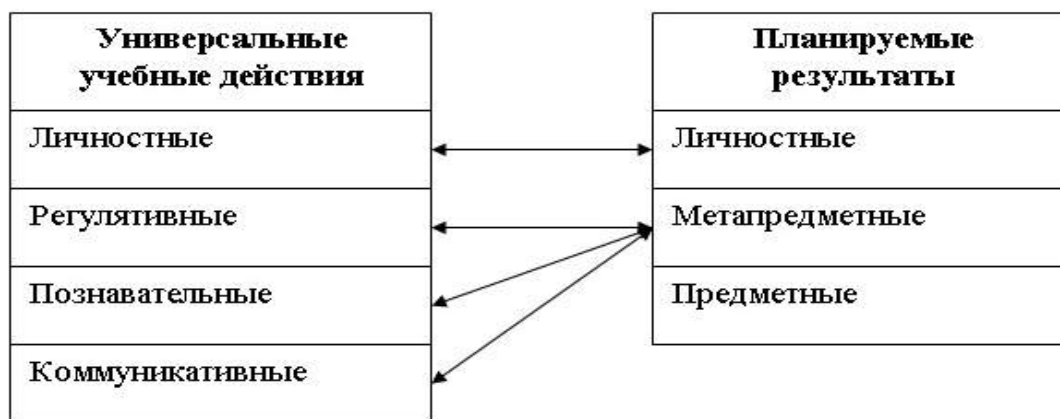 Универсальные
учебные действия
Личностные
Регулятивные
Познавательные
Коммуникативные
Планируемые
результаты
Личностные
Метапредметные
Предметные